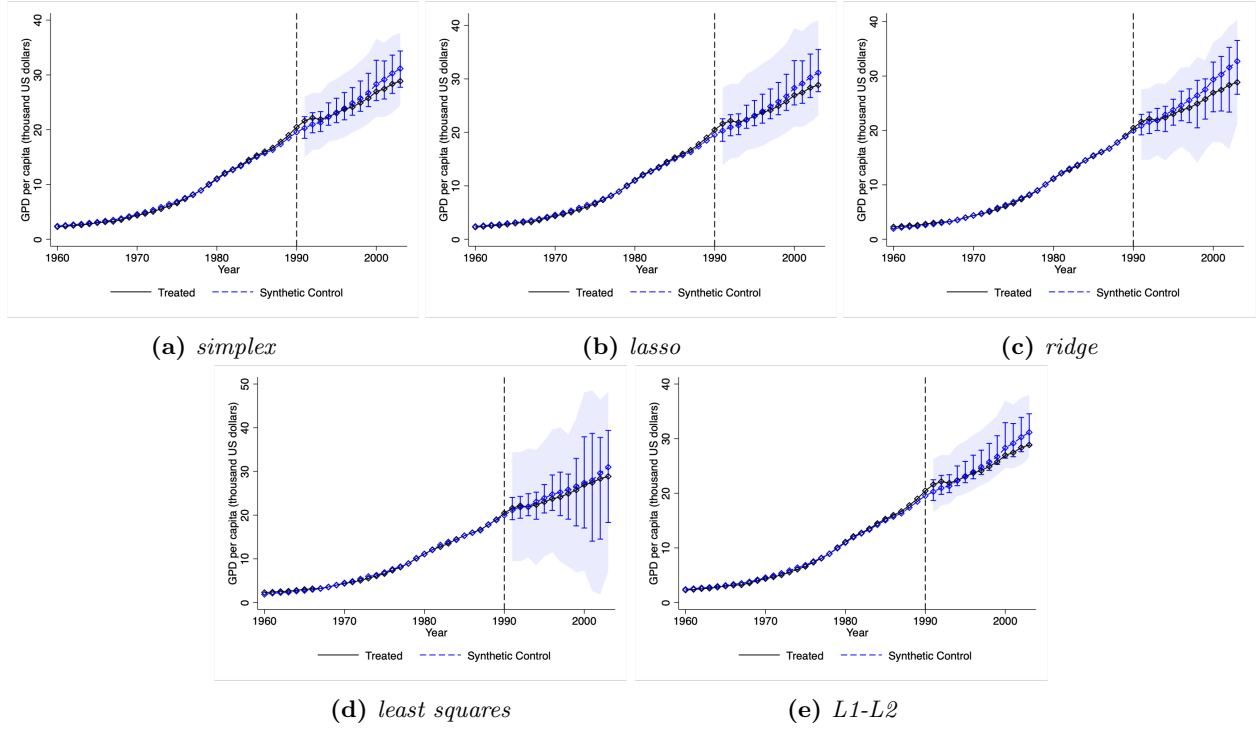 GPD per capita (thousand US dollars)
0 10 20 30 40
1960 1970 1980 1990 2000
Year
Treated Synthetic Control
(a) simplex
GPD per capita (thousand US dollars)
0 10 20 30 40
1960 1970 1980 1990 2000
Year
Treated Synthetic Control
(b) lasso
GPD per capita (thousand US dollars)
0 10 20 30 40
1960 1970 1980 1990 2000
Year
Treated Synthetic Control
(c) ridge
GPD per capita (thousand US dollars)
0 10 20 30 40 50
1960 1970 1980 1990 2000
Year
Treated Synthetic Control
(d) least squares
GPD per capita (thousand US dollars)
0 10 20 30 40
1960 1970 1980 1990 2000
Year
Treated Synthetic Control
(e) L1-L2